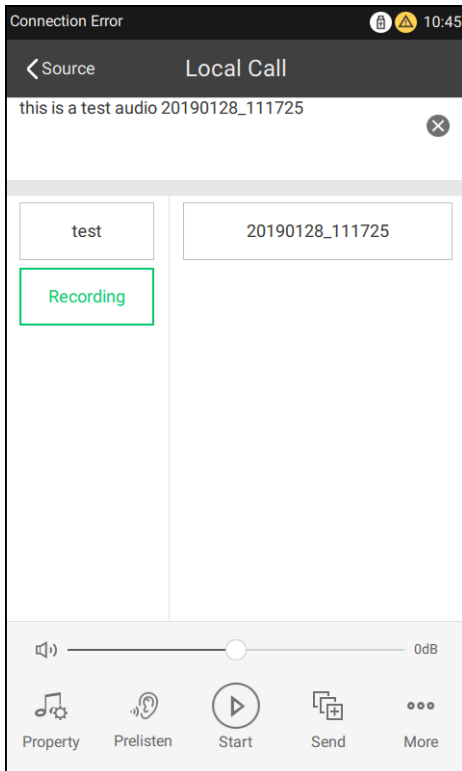 Connection Error 10:45
Source Local Call
this is a test audio 20190128_111725
test 20190128_111725
Recording
0dB
Property Prelisten Start Send More